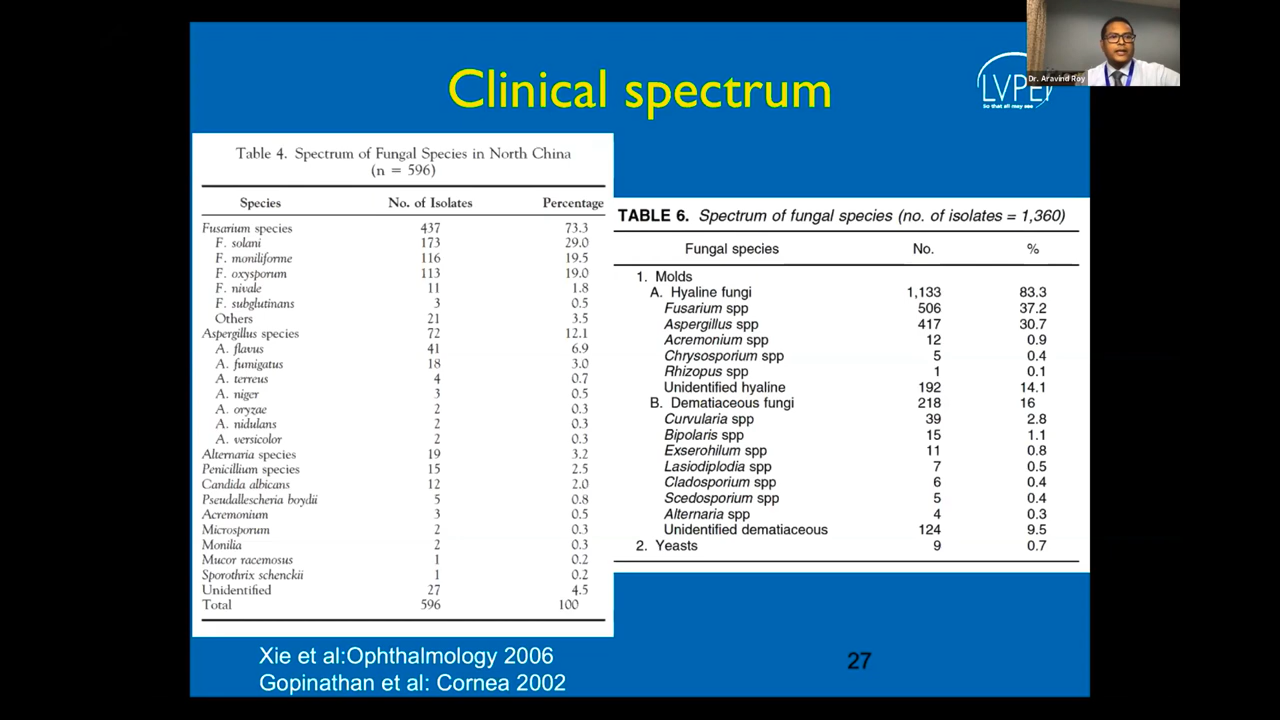 Clinical spectrum
Dr. Aravind Roy
LVPEI
So that all may see
Table 4. Spectrum of Fungal Species in North China
(n = 596)
Species No. of Isolates Percentage
Fusarium species 437 73.3
F. solani 173 29.0
F. moniliforme 116 19.5
F. oxysporum 113 19.0
F. nivale 11 1.8
F. subglutinans 3 0.5
Others 21 3.5
Aspergillus species 72 12.1
A. flavus 41 6.9
A. fumigatus 18 3.0
A. terreus 4 0.7
A. niger 3 0.5
A. oryzae 2 0.3
A. nidulans 2 0.3
A. versicolor 2 0.3
Alternaria species 19 3.2
Penicillium species 15 2.5
Candida albicans 12 2.0
Pseudallescheria boydii 5 0.8
Acremonium 3 0.5
Microsporum 2 0.3
Monilia 2 0.3
Mucor racemosus 1 0.2
Sporothrix schenckii 1 0.2
Unidentified 27 4.5
Total 596 100
TABLE 6. Spectrum of fungal species (no. of isolates = 1,360)
Fungal species No. %
1. Molds
A. Hyaline fungi 1,133 83.3
Fusarium spp 506 37.2
Aspergillus spp 417 30.7
Acremonium spp 12 0.9
Chrysosporium spp 5 0.4
Rhizopus spp 1 0.1
Unidentified hyaline 192 14.1
B. Dematiaceous fungi 218 16
Curvularia spp 39 2.8
Bipolaris spp 15 1.1
Exserohilum spp 11 0.8
Lasiodiplodia spp 7 0.5
Cladosporium spp 6 0.4
Scedosporium spp 5 0.4
Alternaria spp 4 0.3
Unidentified dematiaceous 124 9.5
2. Yeasts 9 0.7
Xie et al:Ophthalmology 2006
Gopinathan et al: Cornea 2002
27